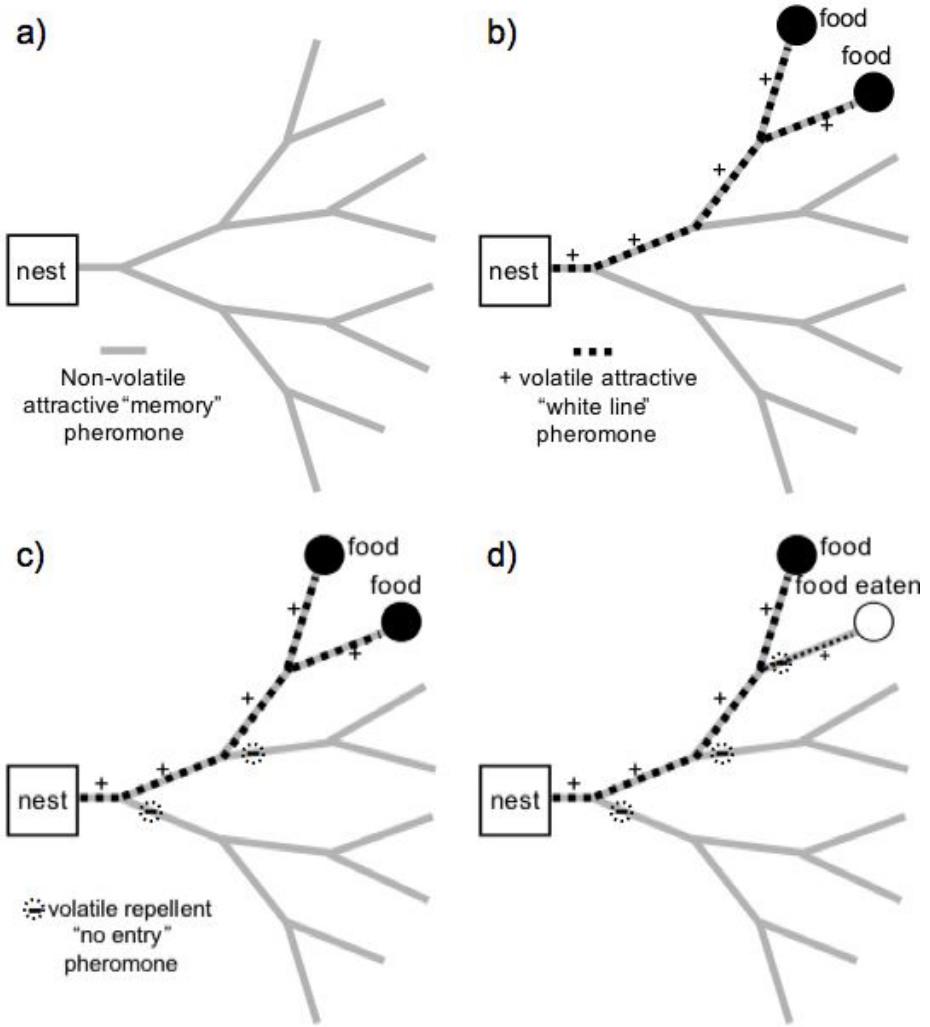 a)
nest
Non-volatile
attractive “memory”
pheromone
b)
food
food
nest
+
+
+
+
+
+ volatile attractive
“white line”
pheromone
c)
food
food
nest
+
+
+
+
+
-
-
- volatile repellent
“no entry”
pheromone
d)
food
food eaten
nest
+
+
+
+
+
-
-
-